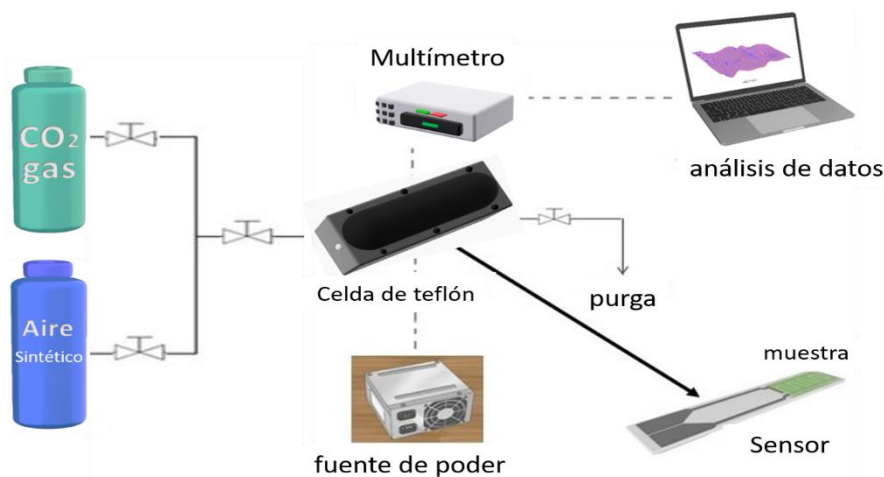 CO₂
gas
Aire
Sintético
Multímetro
análisis de datos
Celda de teflón
purga
fuente de poder
muestra
Sensor